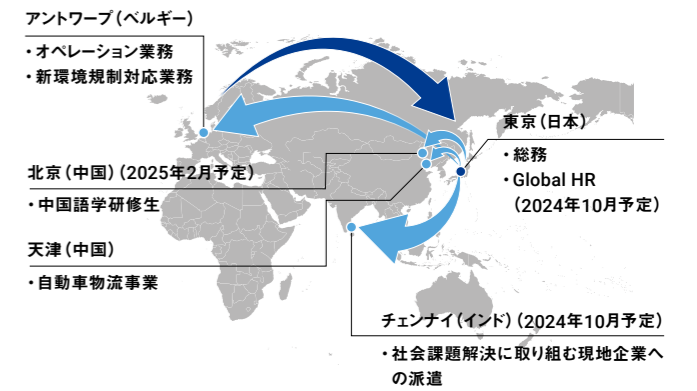 アントワープ（ベルギー）
・オペレーション業務
・新環境規制対応業務
東京（日本）
・総務
・Global HR
（2024年10月予定）
北京（中国）（2025年2月予定）
・中国語学研修生
天津（中国）
・自動車物流事業
チェンナイ（インド）（2024年10月予定）
・社会課題解決に取り組む現地企業へ
の派遣